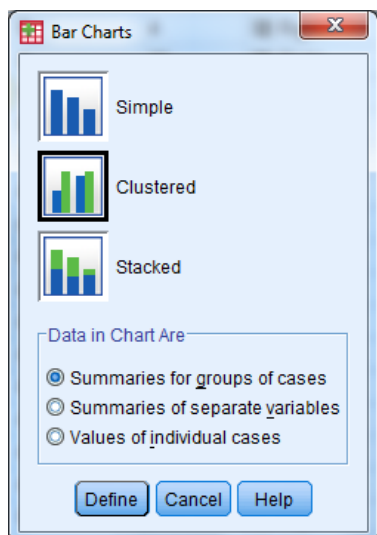 Bar Charts
Simple
Clustered
Stacked
Data in Chart Are
Summaries for groups of cases
Summaries of separate variables
Values of individual cases
Define Cancel Help